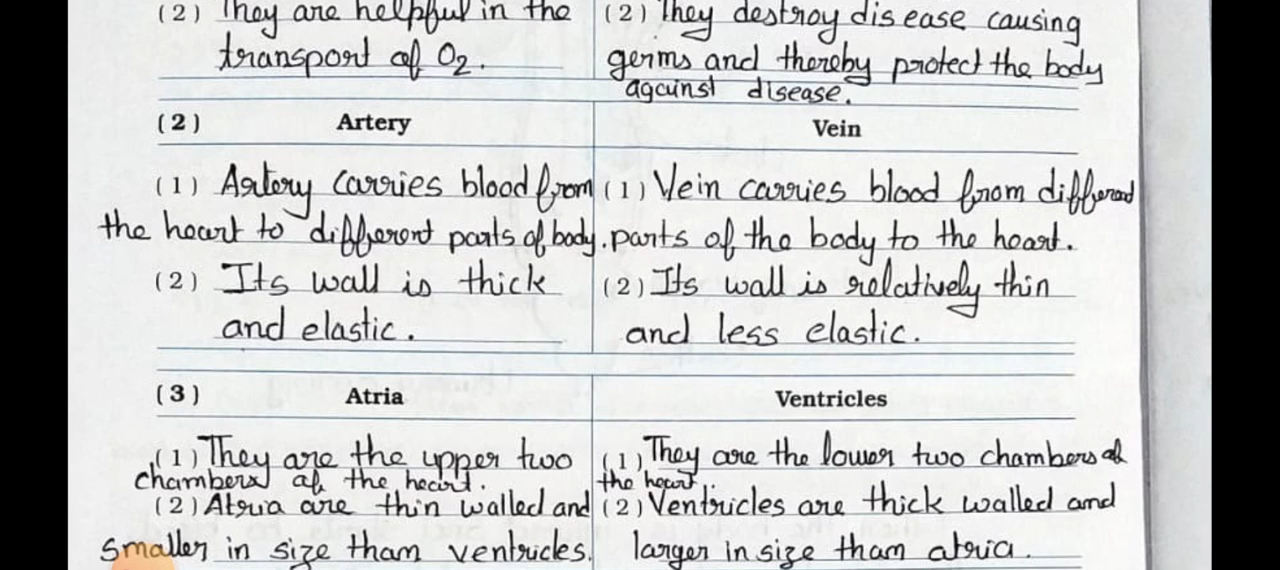 (2) They are helpful in the
transport of O2.
(2) They destroy disease causing
germs and thereby protect the body
against disease.
(2) Artery Vein
(1) Artery carries blood from
the heart to different parts of body.
(2) Its wall is thick
and elastic.
(1) Vein carries blood from different
parts of the body to the heart.
(2) Its wall is relatively thin
and less elastic.
(3) Atria Ventricles
(1) They are the upper two
chambers of the heart.
(2) Atria are thin walled and
smaller in size than ventricles.
(1) They are the lower two chambers of
the heart.
(2) Ventricles are thick walled and
larger in size than atria.